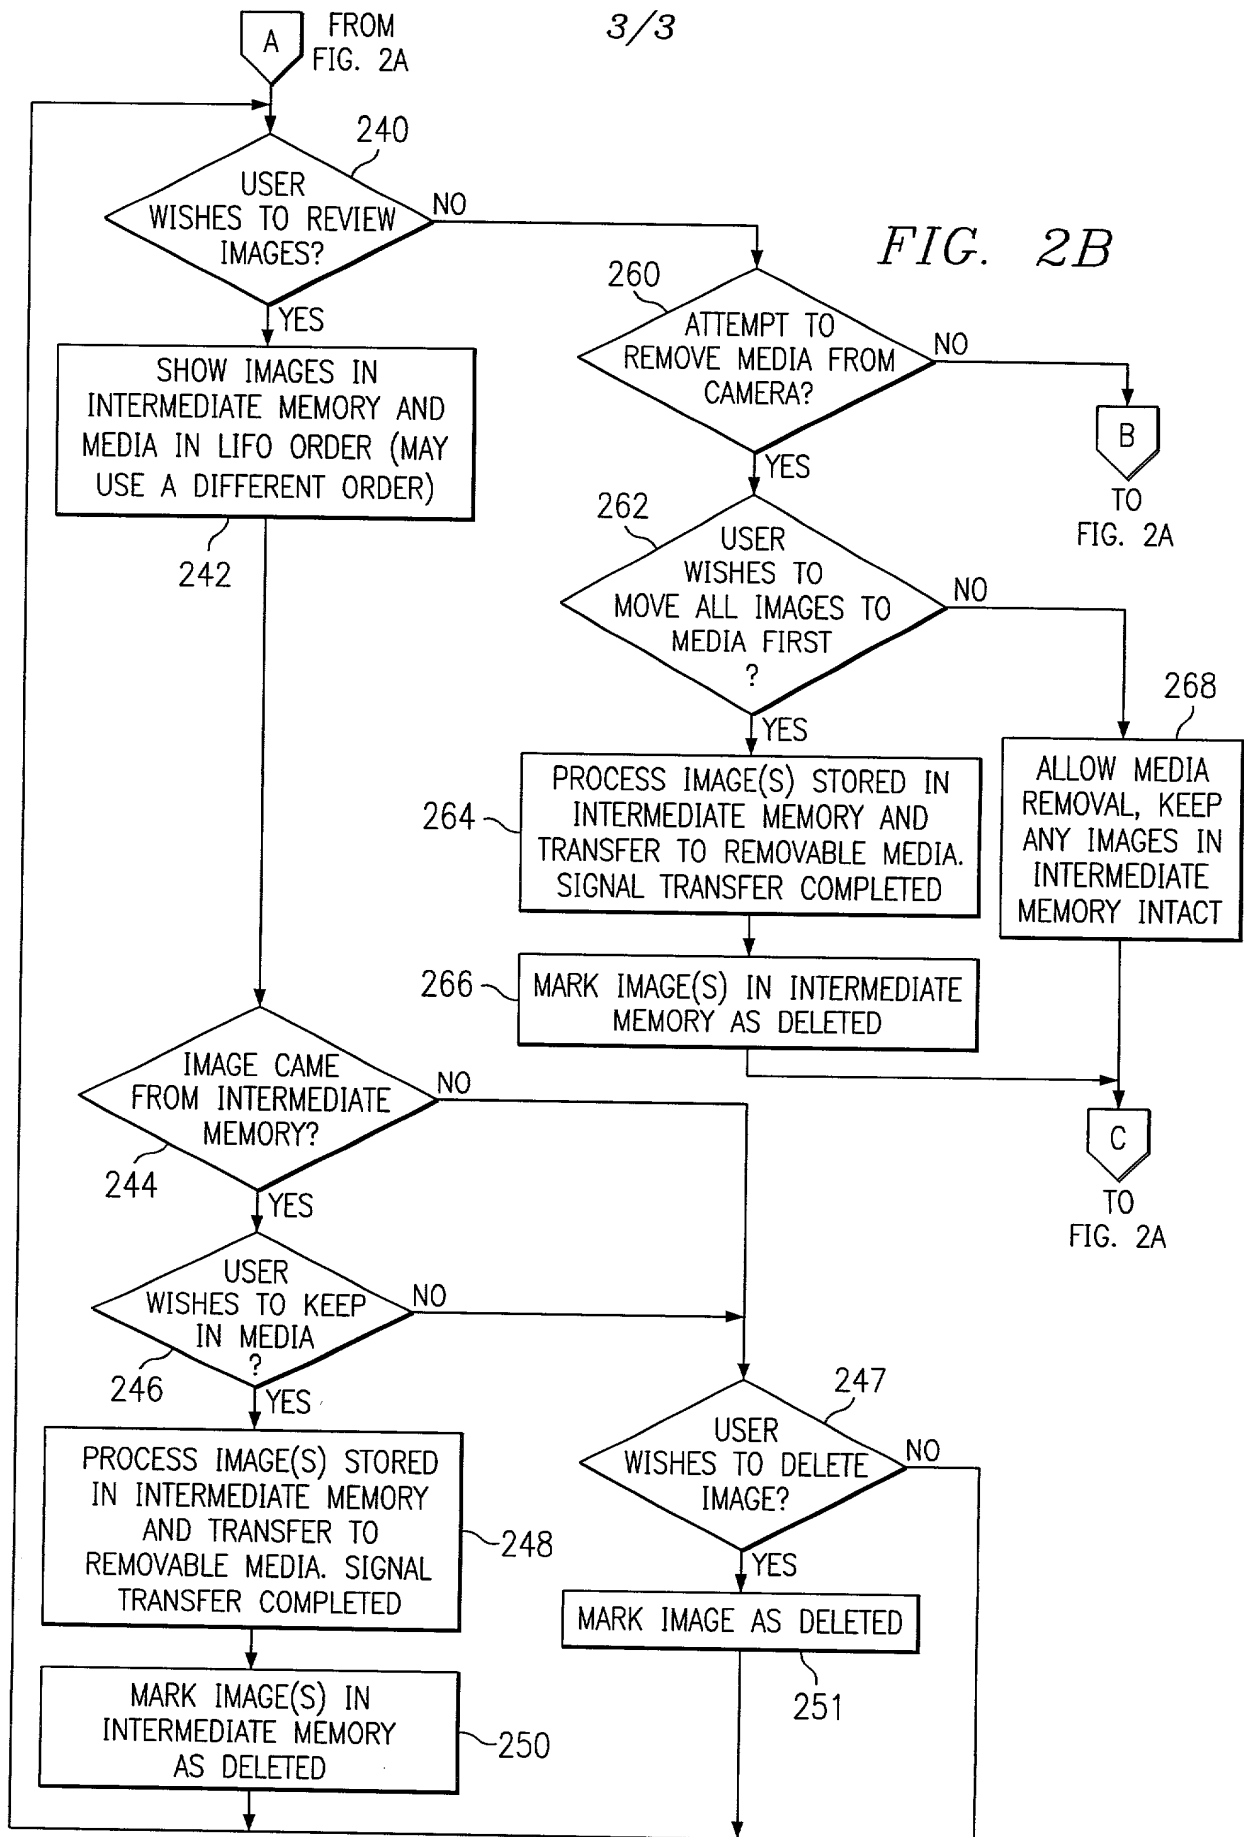 3/3
A
FROM
FIG. 2A
FIG. 2B
240
USER
WISHES TO REVIEW
IMAGES?
NO
YES
SHOW IMAGES IN
INTERMEDIATE MEMORY AND
MEDIA IN LIFO ORDER (MAY
USE A DIFFERENT ORDER)
242
260
ATTEMPT TO
REMOVE MEDIA FROM
CAMERA?
NO
YES
B
TO
FIG. 2A
262
USER
WISHES TO
MOVE ALL IMAGES TO
MEDIA FIRST
?
NO
YES
264
PROCESS IMAGE(S) STORED IN
INTERMEDIATE MEMORY AND
TRANSFER TO REMOVABLE MEDIA.
SIGNAL TRANSFER COMPLETED
268
ALLOW MEDIA
REMOVAL, KEEP
ANY IMAGES IN
INTERMEDIATE
MEMORY INTACT
266
MARK IMAGE(S) IN INTERMEDIATE
MEMORY AS DELETED
C
TO
FIG. 2A
IMAGE CAME
FROM INTERMEDIATE
MEMORY?
NO
244
YES
USER
WISHES TO KEEP
IN MEDIA
?
NO
246
YES
247
USER
WISHES TO DELETE
IMAGE?
NO
YES
PROCESS IMAGE(S) STORED
IN INTERMEDIATE MEMORY
AND TRANSFER TO
REMOVABLE MEDIA. SIGNAL
TRANSFER COMPLETED
248
MARK IMAGE AS DELETED
251
MARK IMAGE(S) IN
INTERMEDIATE MEMORY
AS DELETED
250